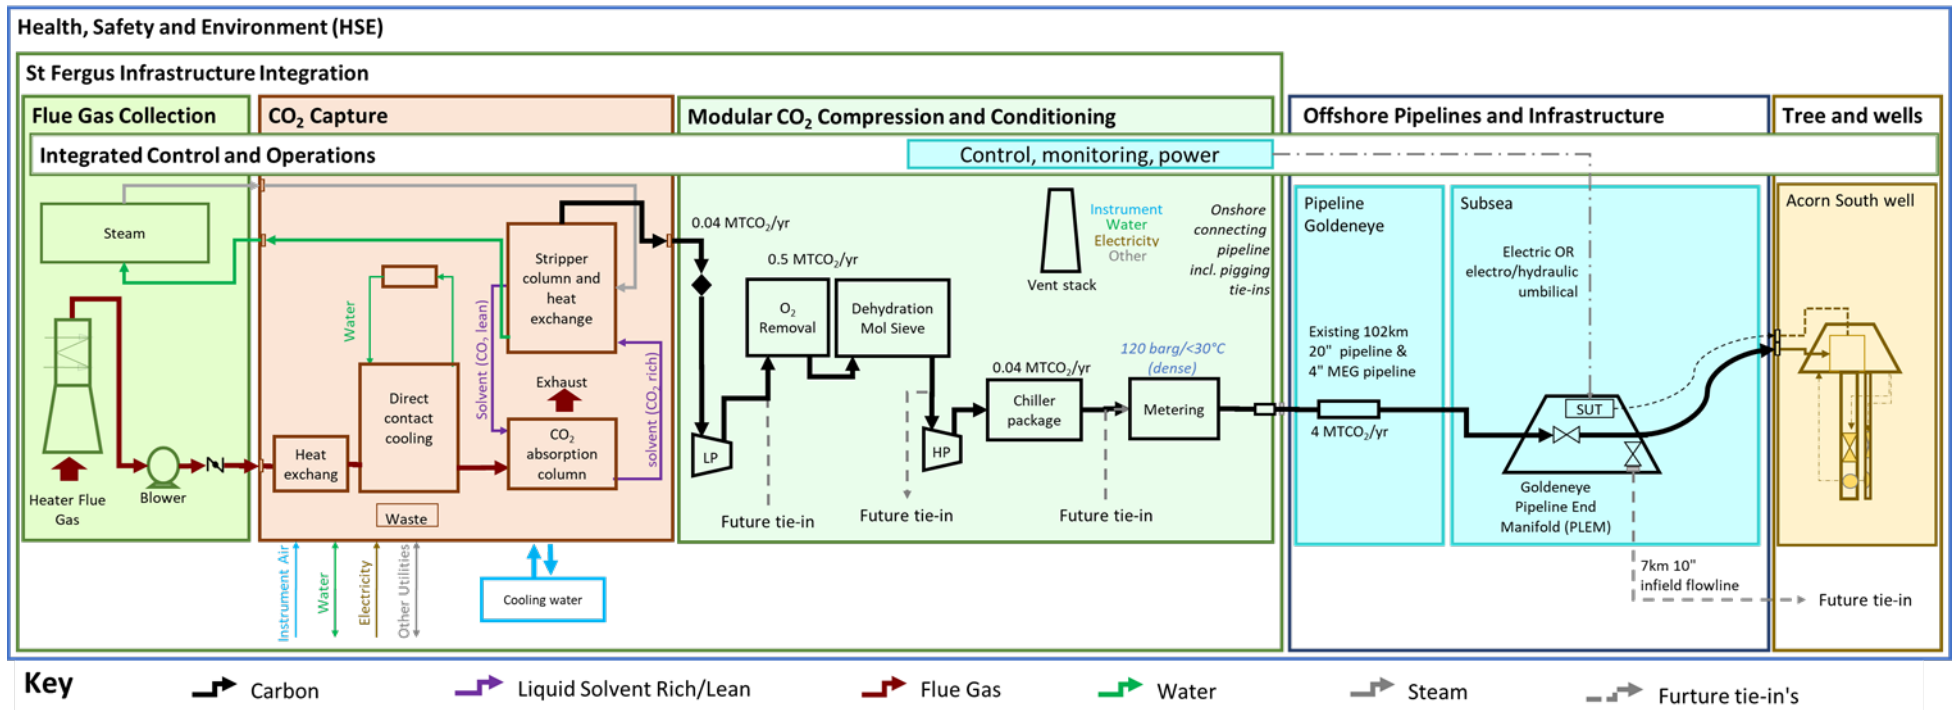 Health, Safety and Environment (HSE)
St Fergus Infrastructure Integration
Flue Gas Collection
CO₂ Capture
Modular CO₂ Compression and Conditioning
Offshore Pipelines and Infrastructure
Tree and wells
Integrated Control and Operations
Control, monitoring, power
Steam
Heater Flue
Gas
Blower
Water
Heat
exchang
Direct
contact
cooling
Waste
Stripper
column and
heat
exchange
Solvent (CO₂ lean)
solvent (CO₂ rich)
Exhaust
CO₂
absorption
column
Instrument Air
Water
Electricity
Other Utilities
Cooling water
0.04 MTCO₂/yr
0.5 MTCO₂/yr
O₂
Removal
Dehydration
Mol Sieve
LP
HP
Future tie-in
Future tie-in
Future tie-in
0.04 MTCO₂/yr
Chiller
package
120 barg/<30°C
(dense)
Metering
Vent stack
Instrument
Water
Electricity
Other
Onshore
connecting
pipeline
incl. pigging
tie-ins
Pipeline
Goldeneye
Existing 102km
20" pipeline &
4" MEG pipeline
4 MTCO₂/yr
Subsea
Electric OR
electro/hydraulic
umbilical
SUT
Goldeneye
Pipeline End
Manifold (PLEM)
7km 10"
infield flowline
Future tie-in
Acorn South well
Key
Carbon
Liquid Solvent Rich/Lean
Flue Gas
Water
Steam
Furture tie-in's